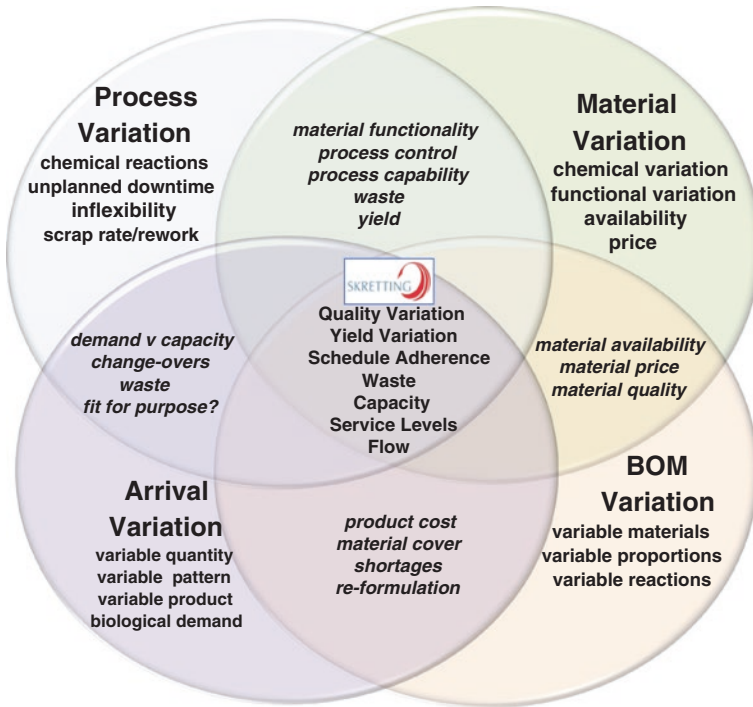 Process
Variation
chemical reactions
unplanned downtime
inflexibility
scrap rate/rework
material functionality
process control
process capability
waste
yield
Material
Variation
chemical variation
functional variation
availability
price
SKRETTING
Quality Variation
Yield Variation
Schedule Adherence
Waste
Capacity
Service Levels
Flow
demand v capacity
change-overs
waste
fit for purpose?
material availability
material price
material quality
Arrival
Variation
variable quantity
variable pattern
variable product
biological demand
product cost
material cover
shortages
re-formulation
BOM
Variation
variable materials
variable proportions
variable reactions